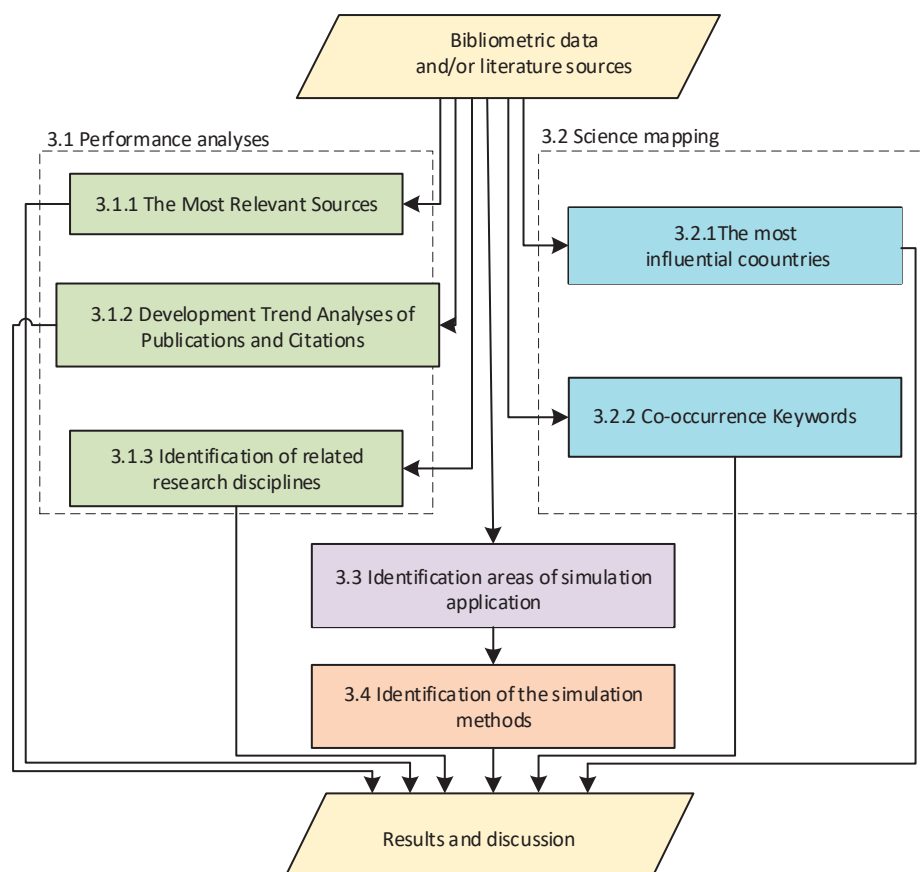 Bibliometric data
and/or literature sources
3.1 Performance analyses
3.2 Science mapping
3.1.1 The Most Relevant Sources
3.2.1The most
influential coountries
3.1.2 Development Trend Analyses of
Publications and Citations
3.2.2 Co-occurrence Keywords
3.1.3 Identification of related
research disciplines
3.3 Identification areas of simulation
application
3.4 Identification of the simulation
methods
Results and discussion